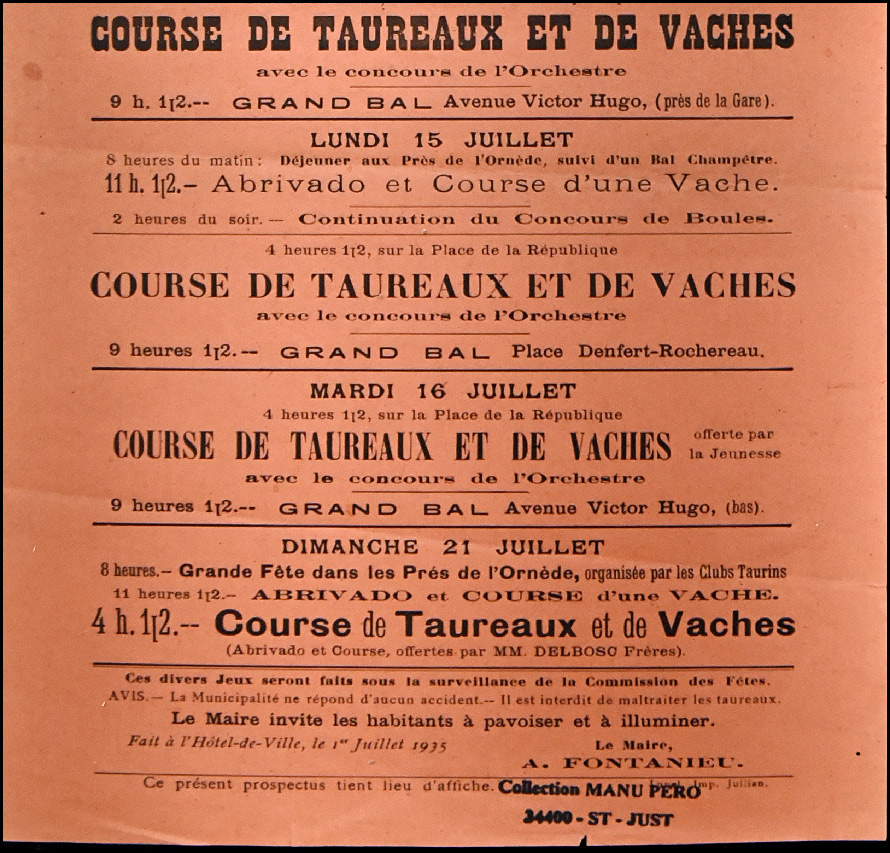 COURSE DE TAUREAUX ET DE VACHES
avec le concours de l'Orchestre
9 h. 1[2.-- GRAND BAL Avenue Victor Hugo, (près de la Gare).
LUNDI 15 JUILLET
8 heures du matin : Déjeuner aux Près de l'Ornède, suivi d'un Bal Champêtre.
11 h. 1[2.- Abrivado et Course d'une Vache.
2 heures du soir. — Continuation du Concours de Boules.
4 heures 1[2, sur la Place de la République
COURSE DE TAUREAUX ET DE VACHES
avec le concours de l'Orchestre
9 heures 1[2.-- GRAND BAL Place Denfert-Rochereau.
MARDI 16 JUILLET
4 heures 1[2, sur la Place de la République
COURSE DE TAUREAUX ET DE VACHES offerte par la Jeunesse
avec le concours de l'Orchestre
9 heures 1[2.-- GRAND BAL Avenue Victor Hugo, (bas).
DIMANCHE 21 JUILLET
8 heures.- Grande Fête dans les Prés de l'Ornède, organisée par les Clubs Taurins
11 heures 1[2.- ABRIVADO et COURSE d'une VACHE.
4 h. 1[2.-- Course de Taureaux et de Vaches
(Abrivado et Course, offertes par MM. DELBOSC Frères).
Ces divers Jeux seront faits sous la surveillance de la Commission des Fêtes.
AVIS.— La Municipalité ne répond d'aucun accident.-- Il est interdit de maltraiter les taureaux.
Le Maire invite les habitants à pavoiser et à illuminer.
Fait à l'Hôtel-de-Ville, le 1er Juillet 1935
Le Maire,
A. FONTANIEU.
Ce présent prospectus tient lieu d'affiche. Imp. Jullian.
Collection MANU PERO
34400 - ST - JUST